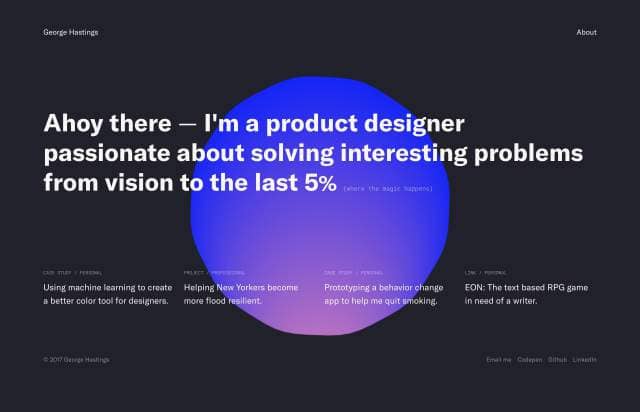 George Hastings
About
Ahoy there — I'm a product designer
passionate about solving interesting problems
from vision to the last 5% (where the magic happens)
CASE STUDY / PERSONAL
Using machine learning to create
a better color tool for designers.
PROJECT / PROFESSIONAL
Helping New Yorkers become
more flood resilient.
CASE STUDY / PERSONAL
Prototyping a behavior change
app to help me quit smoking.
LINK / PERSONAL
EON: The text based RPG game
in need of a writer.
© 2017 George Hastings
Email me Codepen Github LinkedIn